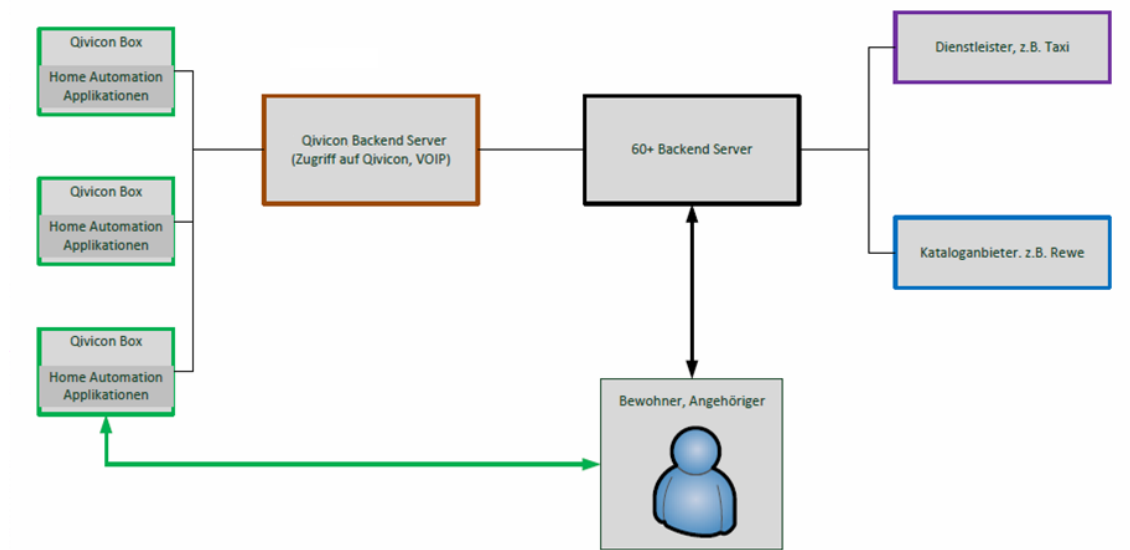 Qivicon Box
Home Automation
Applikationen
Qivicon Box
Home Automation
Applikationen
Qivicon Box
Home Automation
Applikationen
Qivicon Backend Server
(Zugriff auf Qivicon, VOIP)
60+ Backend Server
Dienstleister, z.B. Taxi
Kataloganbieter. z.B. Rewe
Bewohner, Angehöriger